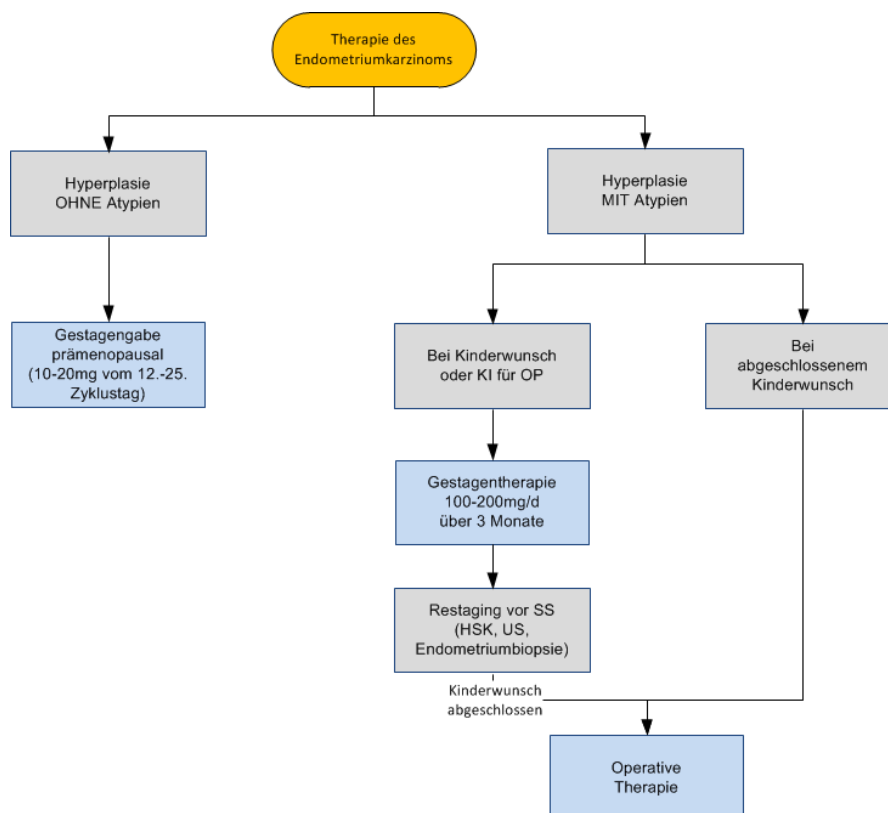 Therapie des
Endometriumkarzinoms
Hyperplasie
OHNE Atypien
Hyperplasie
MIT Atypien
Gestagengabe
prämenopausal
(10-20mg vom 12.-25.
Zyklustag)
Bei Kinderwunsch
oder KI für OP
Bei
abgeschlossenem
Kinderwunsch
Gestagentherapie
100-200mg/d
über 3 Monate
Restaging vor SS
(HSK, US,
Endometriumbiopsie)
Kinderwunsch
abgeschlossen
Operative
Therapie